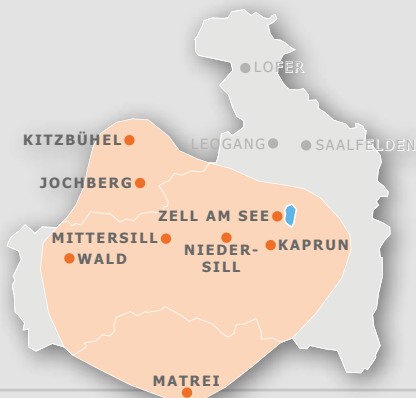 LOFER
KITZBÜHEL
LEOGANG
SAALFELDEN
JOCHBERG
ZELL AM SEE
MITTERSILL
NIEDER-
SILL
KAPRUN
WALD
MATREI